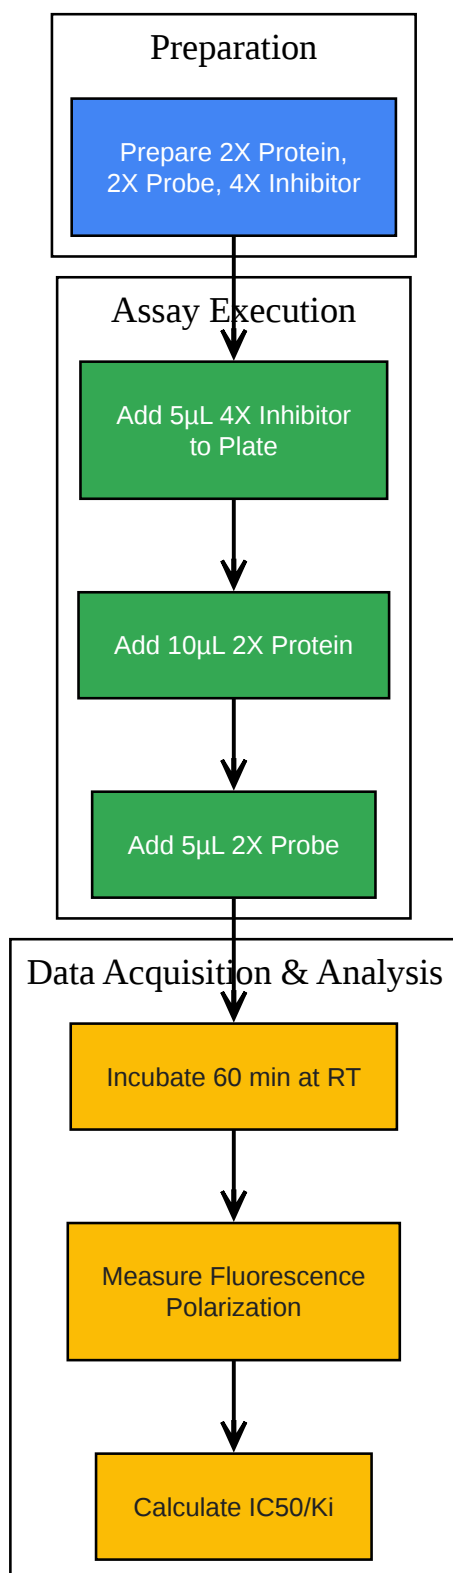 Preparation
Prepare 2X Protein,
2X Probe, 4X Inhibitor
Assay Execution
Add 5µL 4X Inhibitor
to Plate
Add 10µL 2X Protein
Add 5µL 2X Probe
Data Acquisition & Analysis
Incubate 60 min at RT
Measure Fluorescence
Polarization
Calculate IC50/Ki